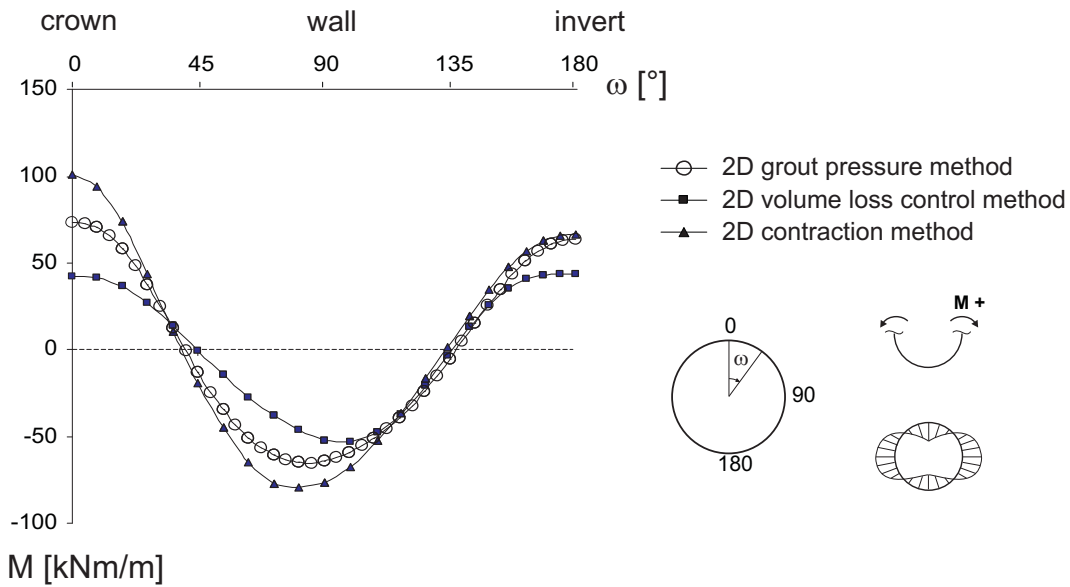 crown wall invert
0 45 90 135 180
ω [°]
150
100
50
0
-50
-100
M [kNm/m]
2D grout pressure method
2D volume loss control method
2D contraction method
0
ω
90
180
M +